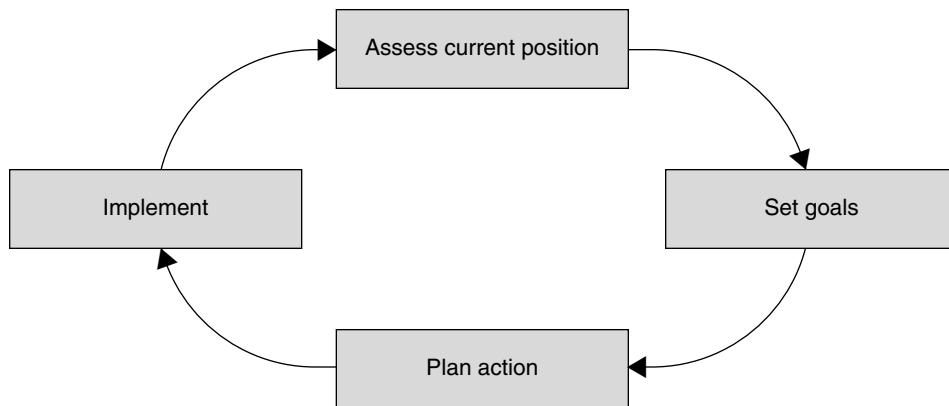 Assess current position
Implement
Set goals
Plan action